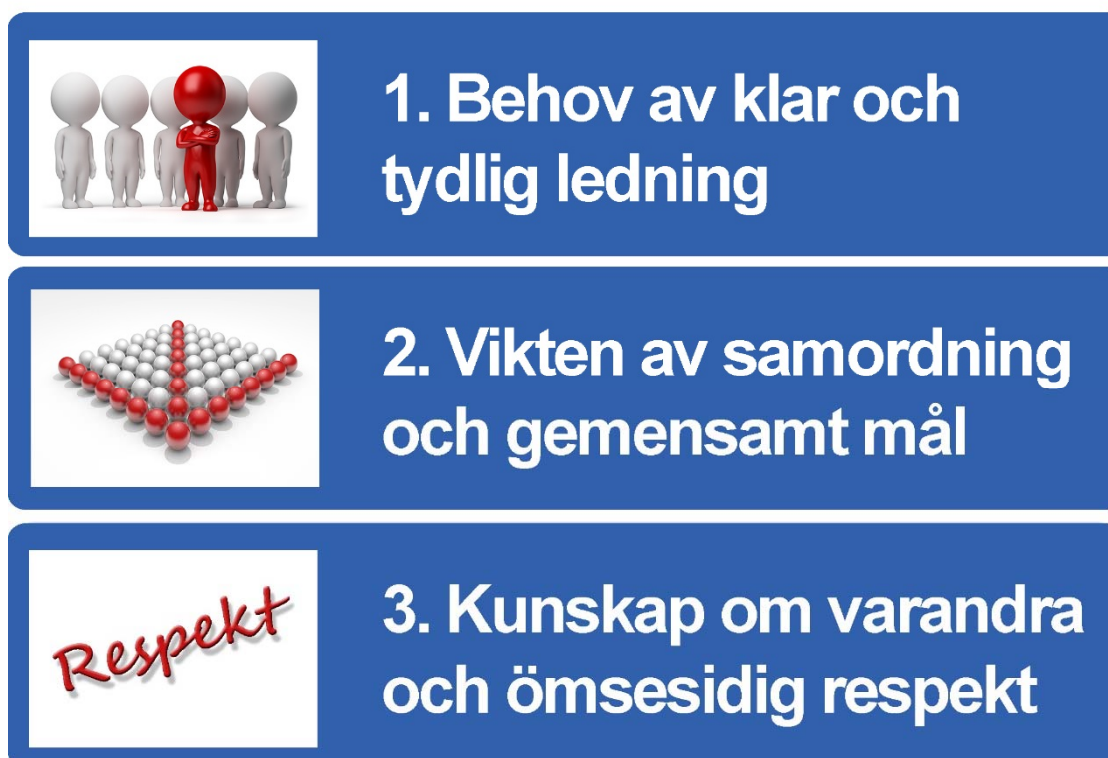 1. Behov av klar och
tydlig ledning
2. Vikten av samordning
och gemensamt mål
Respekt
3. Kunskap om varandra
och ömsesidig respekt